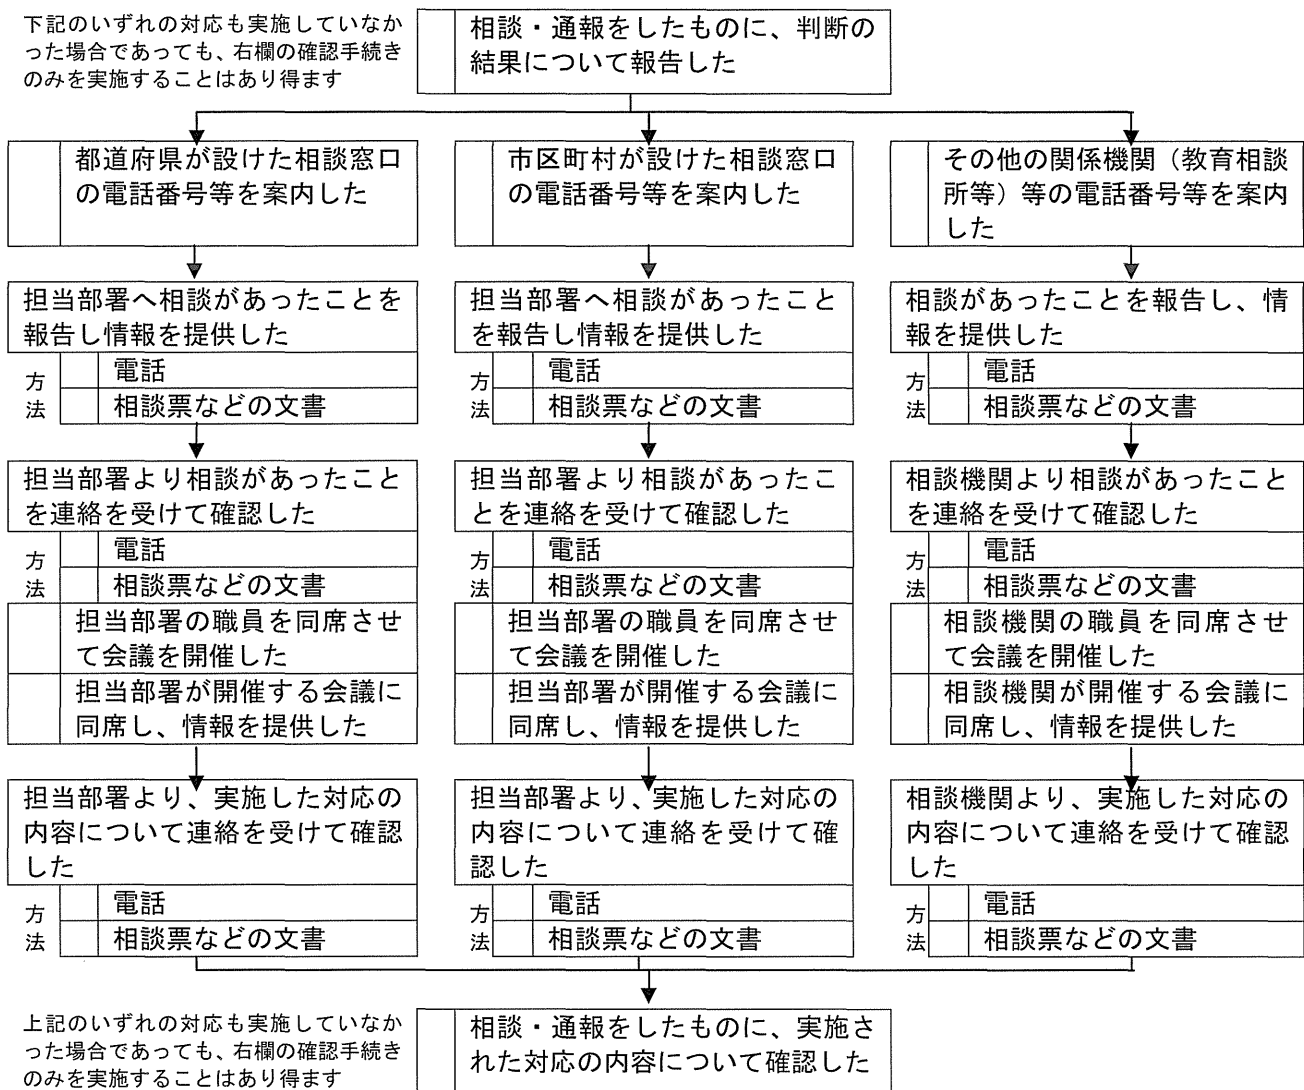 下記のいずれの対応も実施していなか
った場合であっても、右欄の確認手続き
のみを実施することはあり得ます
相談・通報をしたものに、判断の
結果について報告した
都道府県が設けた相談窓口
の電話番号等を案内した
市区町村が設けた相談窓口
の電話番号等を案内した
その他の関係機関（教育相談
所等）等の電話番号等を案内
した
担当部署へ相談があったことを
報告し情報を提供した
方法
電話
相談票などの文書
担当部署へ相談があったこと
を報告し情報を提供した
方法
電話
相談票などの文書
相談があったことを報告し、情
報を提供した
方法
電話
相談票などの文書
担当部署より相談があったこと
を連絡を受けて確認した
方法
電話
相談票などの文書
担当部署の職員を同席させ
て会議を開催した
担当部署が開催する会議に
同席し、情報を提供した
担当部署より相談があったこ
とを連絡を受けて確認した
方法
電話
相談票などの文書
担当部署の職員を同席させ
て会議を開催した
担当部署が開催する会議に
同席し、情報を提供した
相談機関より相談があったこと
を連絡を受けて確認した
方法
電話
相談票などの文書
相談機関の職員を同席させ
て会議を開催した
相談機関が開催する会議に
同席し、情報を提供した
担当部署より、実施した対応の
内容について連絡を受けて確認
した
方法
電話
相談票などの文書
担当部署より、実施した対応の
内容について連絡を受けて確
認した
方法
電話
相談票などの文書
相談機関より、実施した対応の
内容について連絡を受けて確認
した
方法
電話
相談票などの文書
上記のいずれの対応も実施していなか
った場合であっても、右欄の確認手続き
のみを実施することはあり得ます
相談・通報をしたものに、実施さ
れた対応の内容について確認した